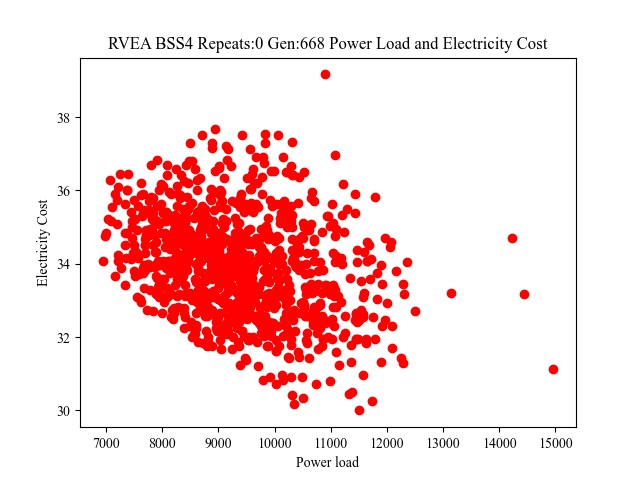 RVEA BSS4 Repeats:0 Gen:668 Power Load and Electricity Cost
38
36
34
32
30
Electricity Cost
7000 8000 9000 10000 11000 12000 13000 14000 15000
Power load